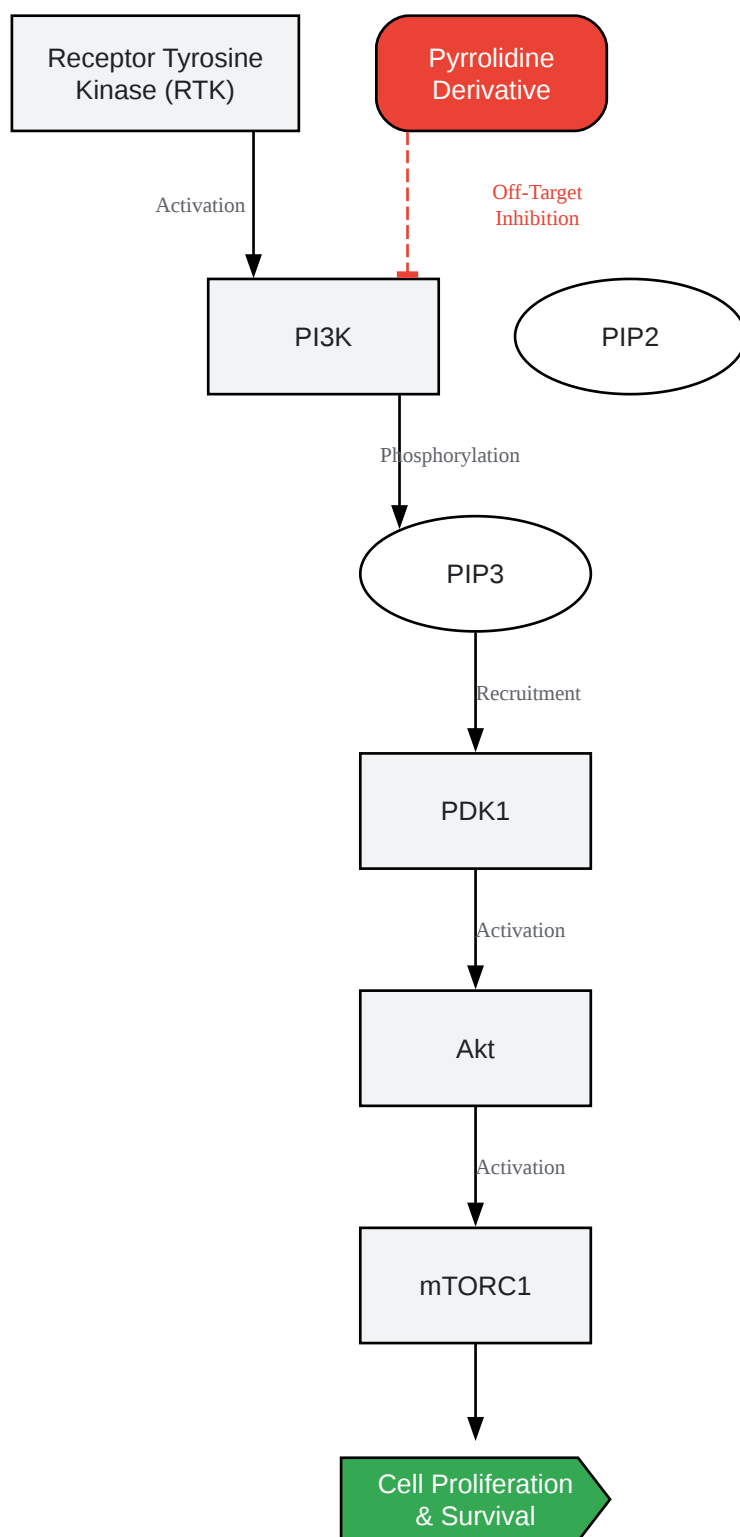 Receptor Tyrosine
Kinase (RTK)
Pyrrolidine
Derivative
Activation
Off-Target
Inhibition
PI3K
PIP2
Phosphorylation
PIP3
Recruitment
PDK1
Activation
Akt
Activation
mTORC1
Cell Proliferation
& Survival